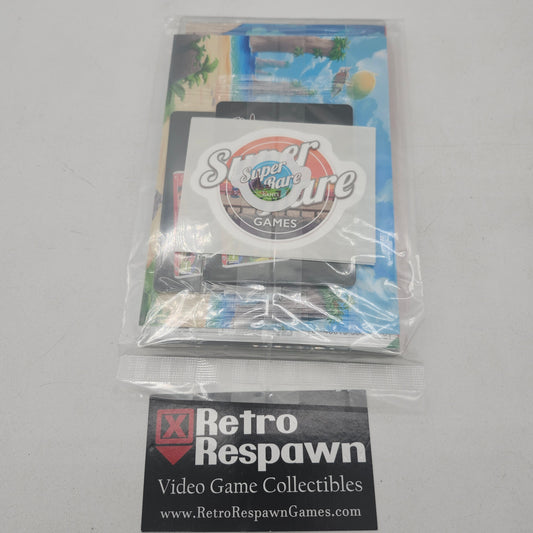 Super
Rare
GAMES
Super
Rare
GAMES
X Retro
Respawn
Video Game Collectibles
www.RetroRespawnGames.com